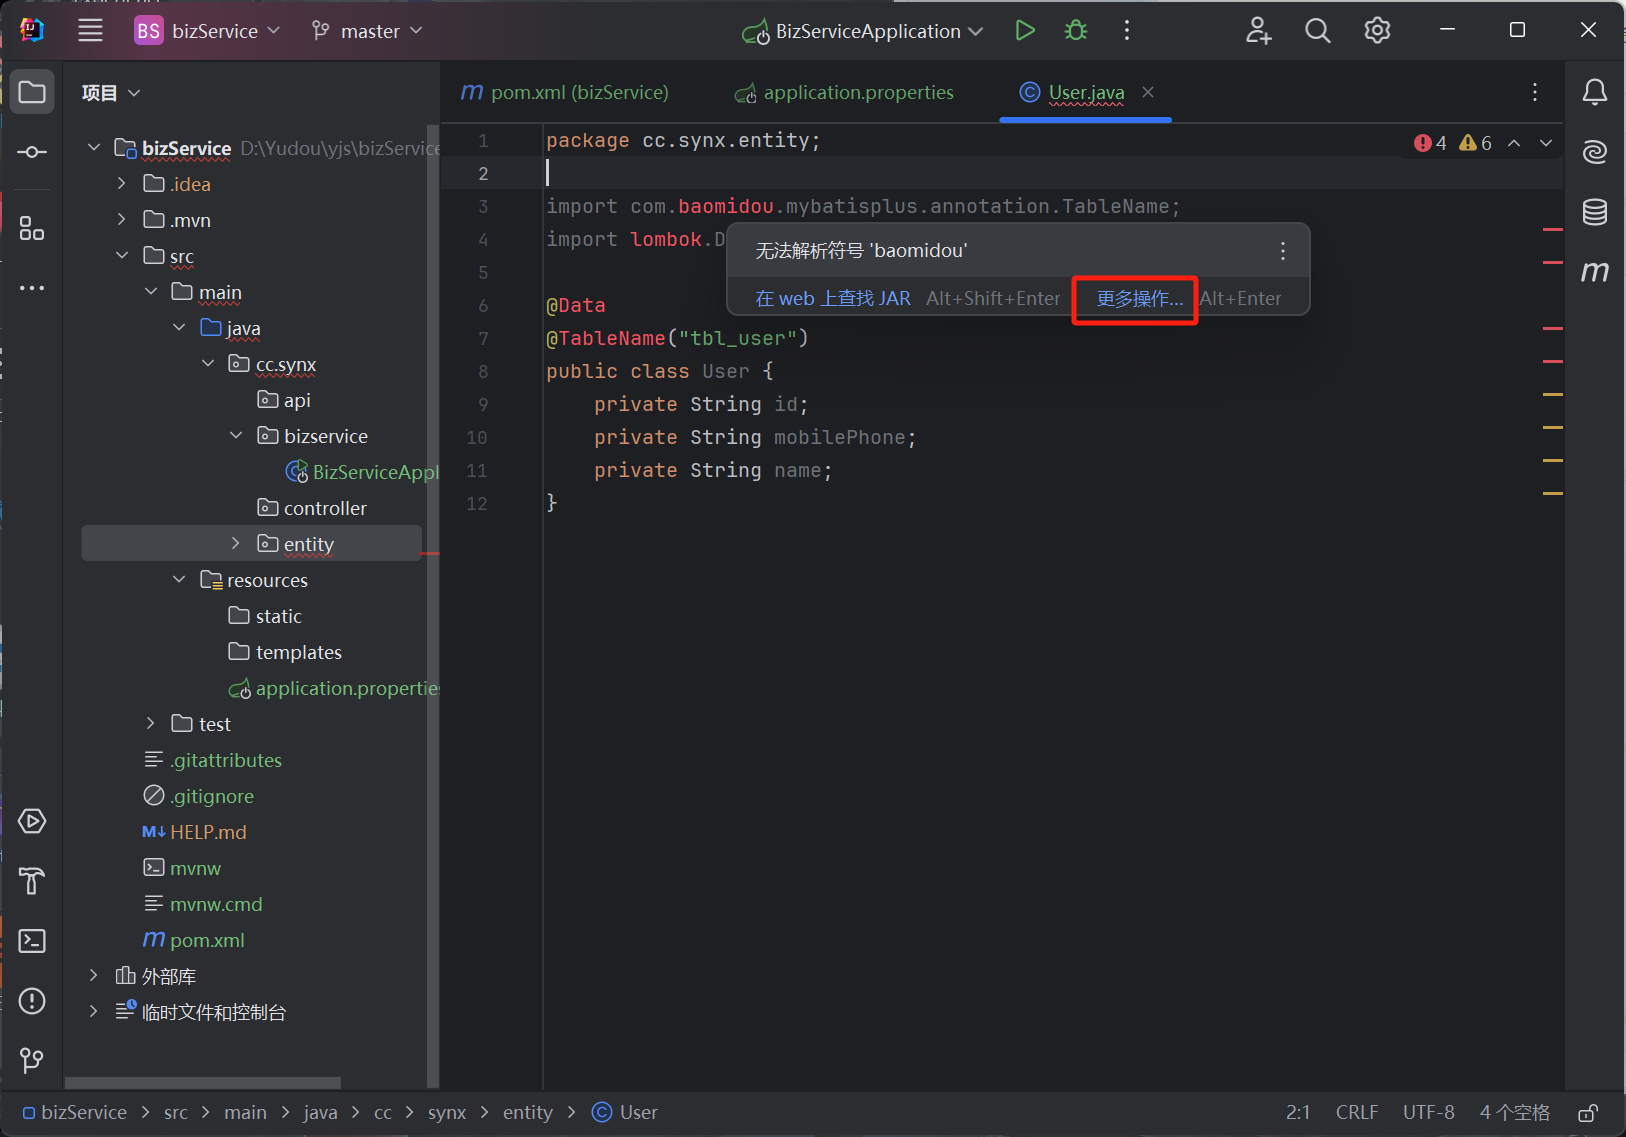 BS bizService master BizServiceApplication
项目
pom.xml (bizService) application.properties User.java
bizService D:\Yudou\yjs\bizService
.idea
.mvn
src
main
java
cc.synx
api
bizservice
BizServiceAppl
controller
entity
resources
static
templates
application.properties
test
.gitattributes
.gitignore
M↓ HELP.md
mvnw
mvnw.cmd
pom.xml
外部库
临时文件和控制台
4 6
1 package cc.synx.entity;
2
3 import com.baomidou.mybatisplus.annotation.TableName;
4 import lombok.D
5
6 @Data
7 @TableName("tbl_user")
8 public class User {
9 private String id;
10 private String mobilePhone;
11 private String name;
12 }
无法解析符号 'baomidou'
在 web 上查找 JAR Alt+Shift+Enter 更多操作... Alt+Enter
bizService > src > main > java > cc > synx > entity > User
2:1 CRLF UTF-8 4 个空格